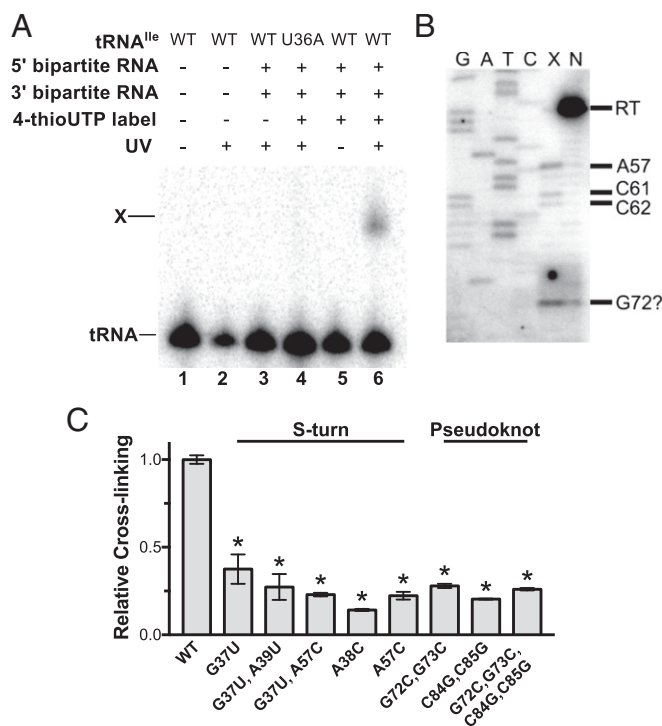 A
tRNAIle WT WT WT U36A WT WT
5' bipartite RNA - - + + + +
3' bipartite RNA - - + + + +
4-thioUTP label - - - + + +
UV - + + + - +
X
tRNA
1 2 3 4 5 6
B
G A T C X N
RT
A57
C61
C62
G72?
C
S-turn Pseudoknot
Relative Cross-linking
1.0
0.5
0.0
* * * * * * * *
WT
G37U
G37U, A39U
G37U, A57C
A38C
A57C
G72C, G73C
C84G, C85G
G72C, G73C,
C84G, C85G